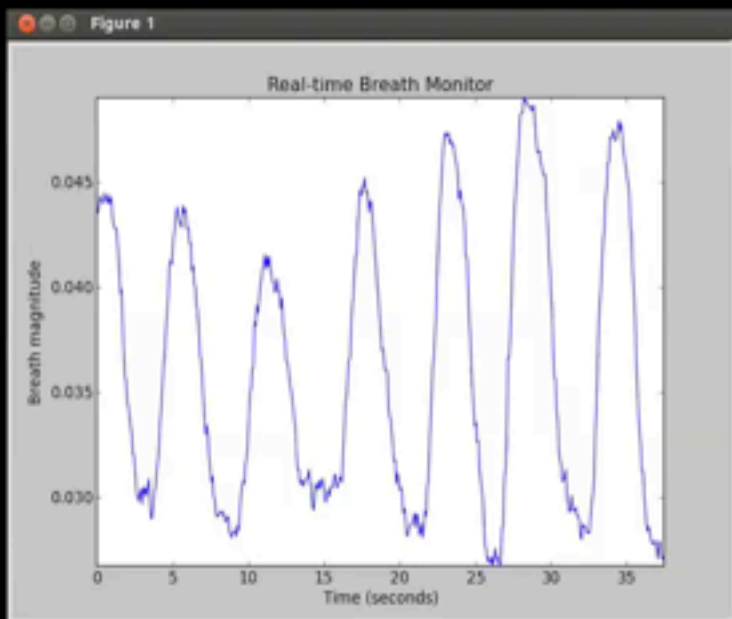 Figure 1
Real-time Breath Monitor
0.045
0.040
0.035
0.030
Breath magnitude
0 5 10 15 20 25 30 35
Time (seconds)